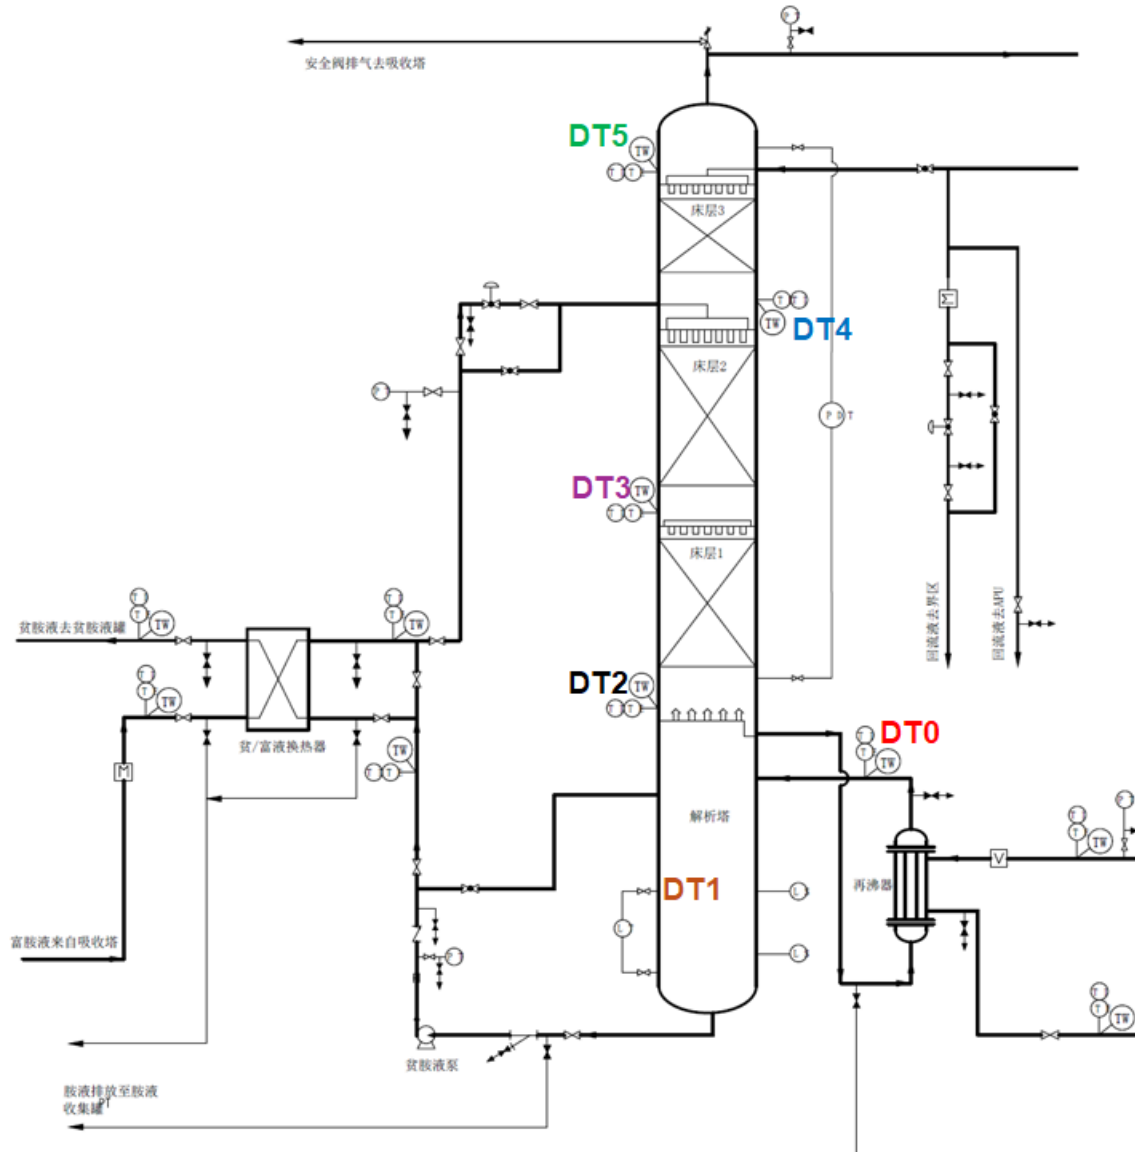 P T
安全阀排气去吸收塔
DT5
TW
T I T
床层3
Σ
T T I
TW
DT4
床层2
P T
P D T
DT3
TW
T I T
床层1
回流液去界区
回流液去APU
T I
T
TW
T I
T
TW
贫胺液去贫胺液罐
T I
T
TW
DT2
TW
T I T
贫/富液换热器
TW
T I T
M
DT0
T I
T
TW
解析塔
P T
T I
T
TW
V
再沸器
DT1
L T
L S
L S
富胺液来自吸收塔
P T
T I
T
TW
贫胺液泵
胺液排放至胺液
收集罐
PT